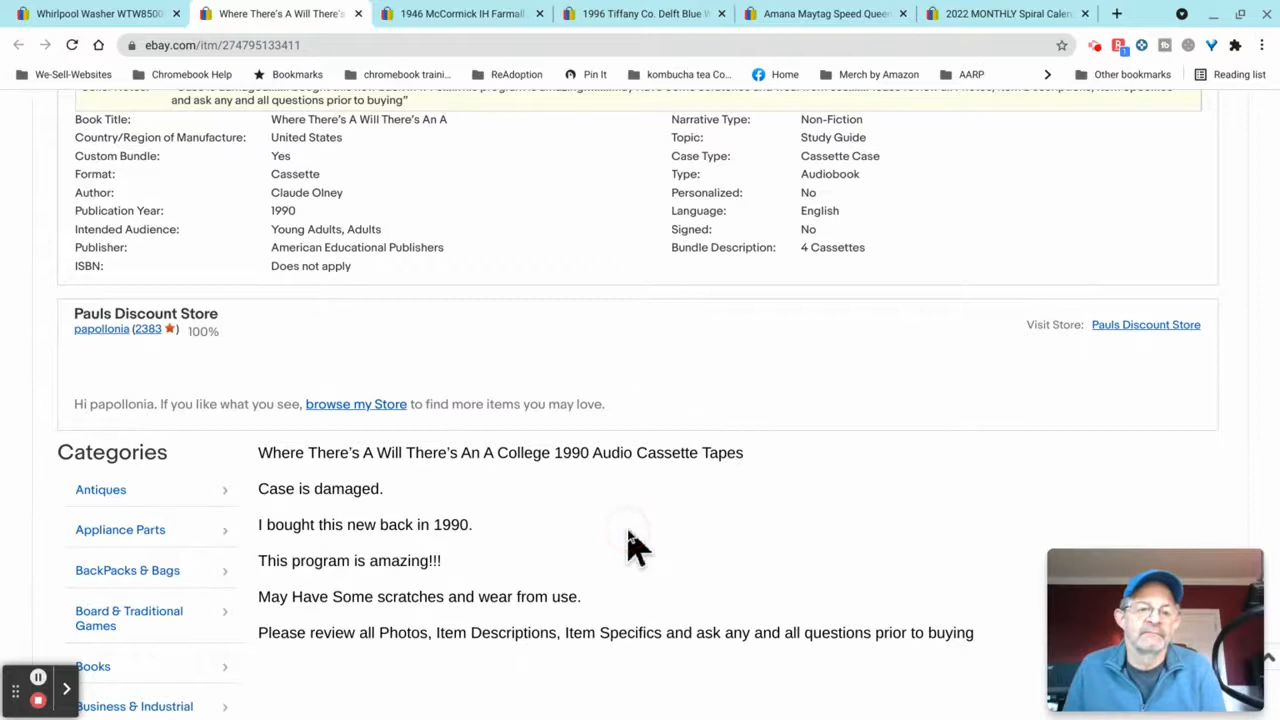 Whirlpool Washer WTW8500
Where There's A Will There's
1946 McCormick IH Farmall
1996 Tiffany Co. Delft Blue W
Amana Maytag Speed Queen
2022 MONTHLY Spiral Calen
ebay.com/itm/274795133411
We-Sell-Websites
Chromebook Help
Bookmarks
chromebook traini...
ReAdoption
Pin It
kombucha tea Co...
Home
Merch by Amazon
AARP
Other bookmarks
Reading list
and ask any and all questions prior to buying"
Book Title: Where There's A Will There's An A
Narrative Type: Non-Fiction
Country/Region of Manufacture: United States
Topic: Study Guide
Custom Bundle: Yes
Case Type: Cassette Case
Format: Cassette
Type: Audiobook
Author: Claude Olney
Personalized: No
Publication Year: 1990
Language: English
Intended Audience: Young Adults, Adults
Signed: No
Publisher: American Educational Publishers
Bundle Description: 4 Cassettes
ISBN: Does not apply
Pauls Discount Store
papollonia (2383 ★) 100%
Visit Store: Pauls Discount Store
Hi papollonia. If you like what you see, browse my Store to find more items you may love.
Categories
Antiques
Appliance Parts
BackPacks & Bags
Board & Traditional
Games
Books
Business & Industrial
Where There's A Will There's An A College 1990 Audio Cassette Tapes
Case is damaged.
I bought this new back in 1990.
This program is amazing!!!
May Have Some scratches and wear from use.
Please review all Photos, Item Descriptions, Item Specifics and ask any and all questions prior to buying